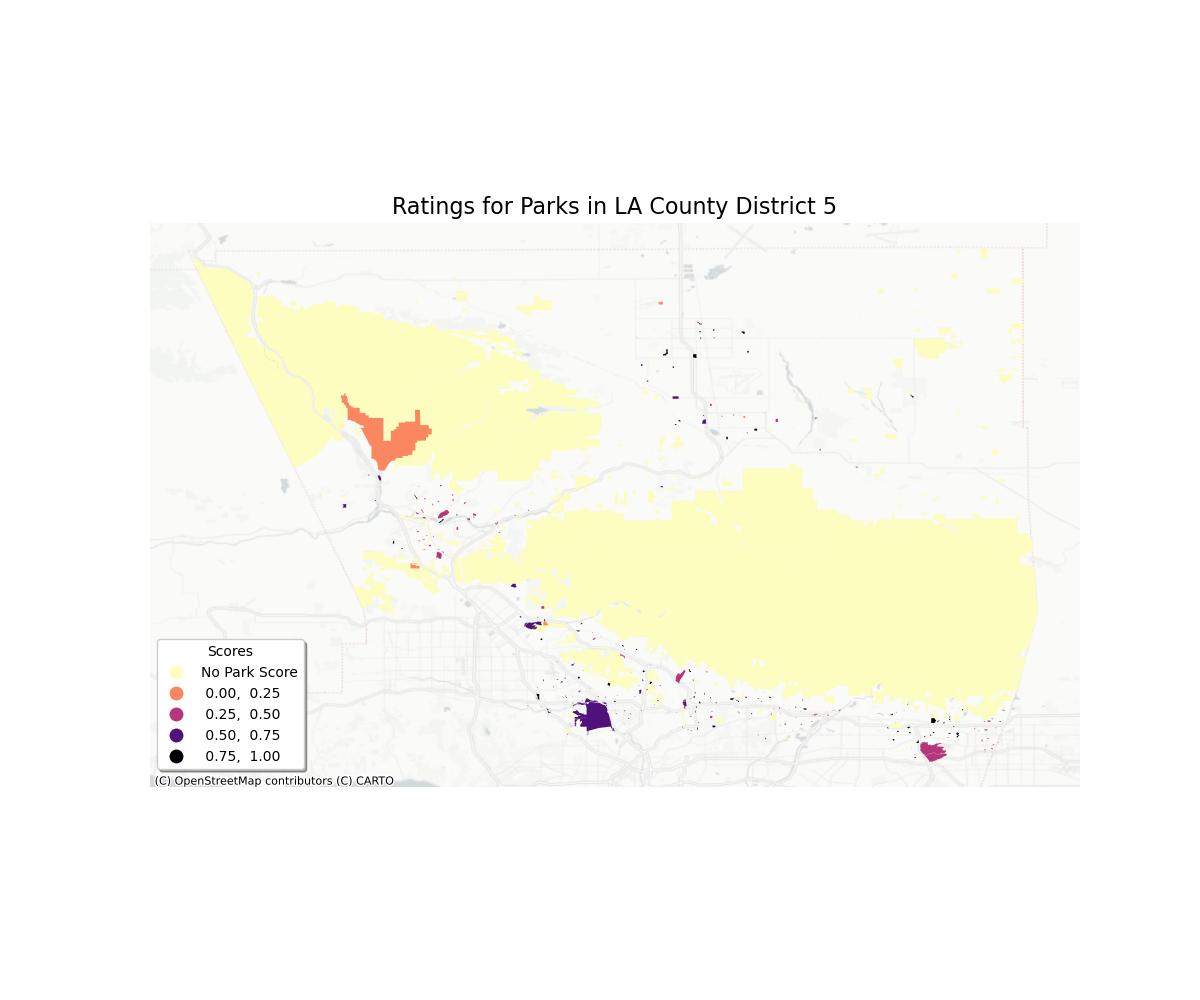 Ratings for Parks in LA County District 5
Scores
No Park Score
0.00, 0.25
0.25, 0.50
0.50, 0.75
0.75, 1.00
(C) OpenStreetMap contributors (C) CARTO